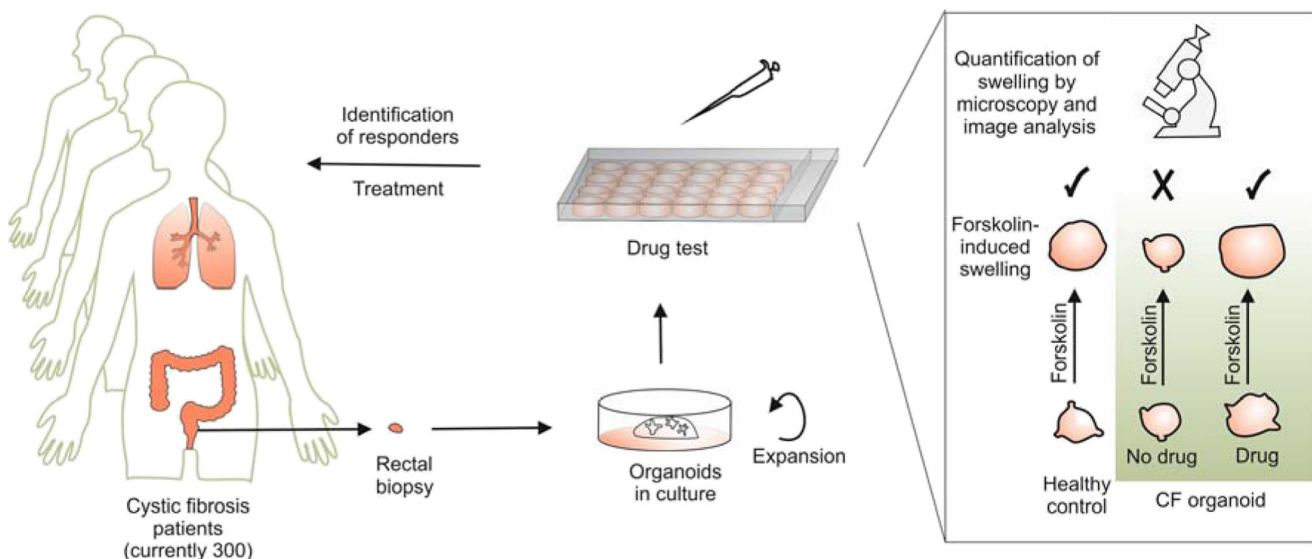 Identification
of responders
Treatment
Drug test
Rectal
biopsy
Organoids
in culture
Expansion
Cystic fibrosis
patients
(currently 300)
Quantification of
swelling by
microscopy and
image analysis
✓
X
✓
Forskolin-
induced
swelling
Forskolin
Forskolin
Forskolin
No drug
Drug
Healthy
control
CF organoid